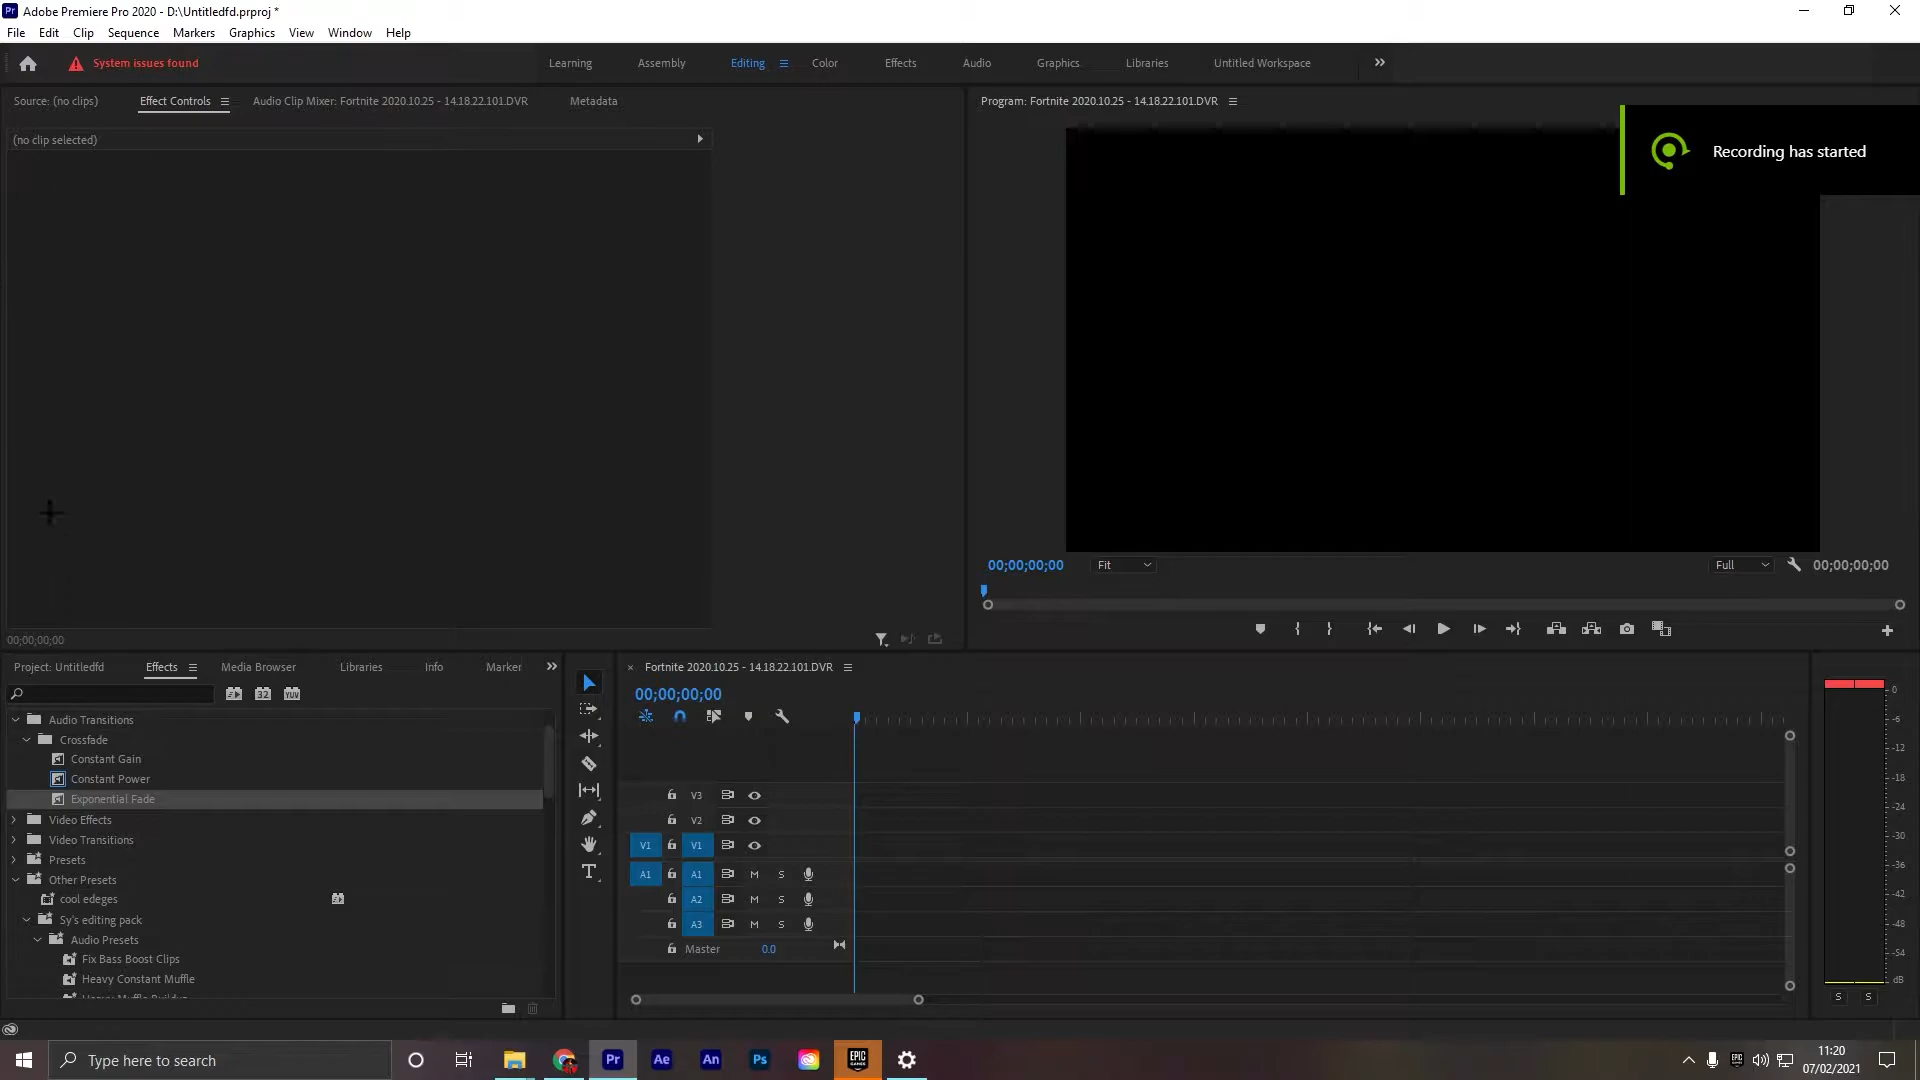 Adobe Premiere Pro 2020 - D:\Untitledfd.prproj *
File Edit Clip Sequence Markers Graphics View Window Help
System issues found
Learning Assembly Editing Color Effects Audio Graphics Libraries Untitled Workspace
Source: (no clips) Effect Controls Audio Clip Mixer: Fortnite 2020.10.25 - 14.18.22.101.DVR Metadata
Program: Fortnite 2020.10.25 - 14.18.22.101.DVR
(no clip selected)
Recording has started
00;00;00;00 Fit Full 00;00;00;00
00;00;00;00
Project: Untitledfd Effects Media Browser Libraries Info Marker
Fortnite 2020.10.25 - 14.18.22.101.DVR
32 YUV
00;00;00;00
Audio Transitions
Crossfade
Constant Gain
Constant Power
Exponential Fade
Video Effects
Video Transitions
Presets
Other Presets
cool edeges
Sy's editing pack
Audio Presets
Fix Bass Boost Clips
Heavy Constant Muffle
V3
V2
V1 V1
A1 A1 M S
A2 M S
A3 M S
Master 0.0
0
-6
-12
-18
-24
-30
-36
-42
-48
-54
dB
S S
Type here to search
Pr Ae An Ps EPIC GAMES
11:20
07/02/2021